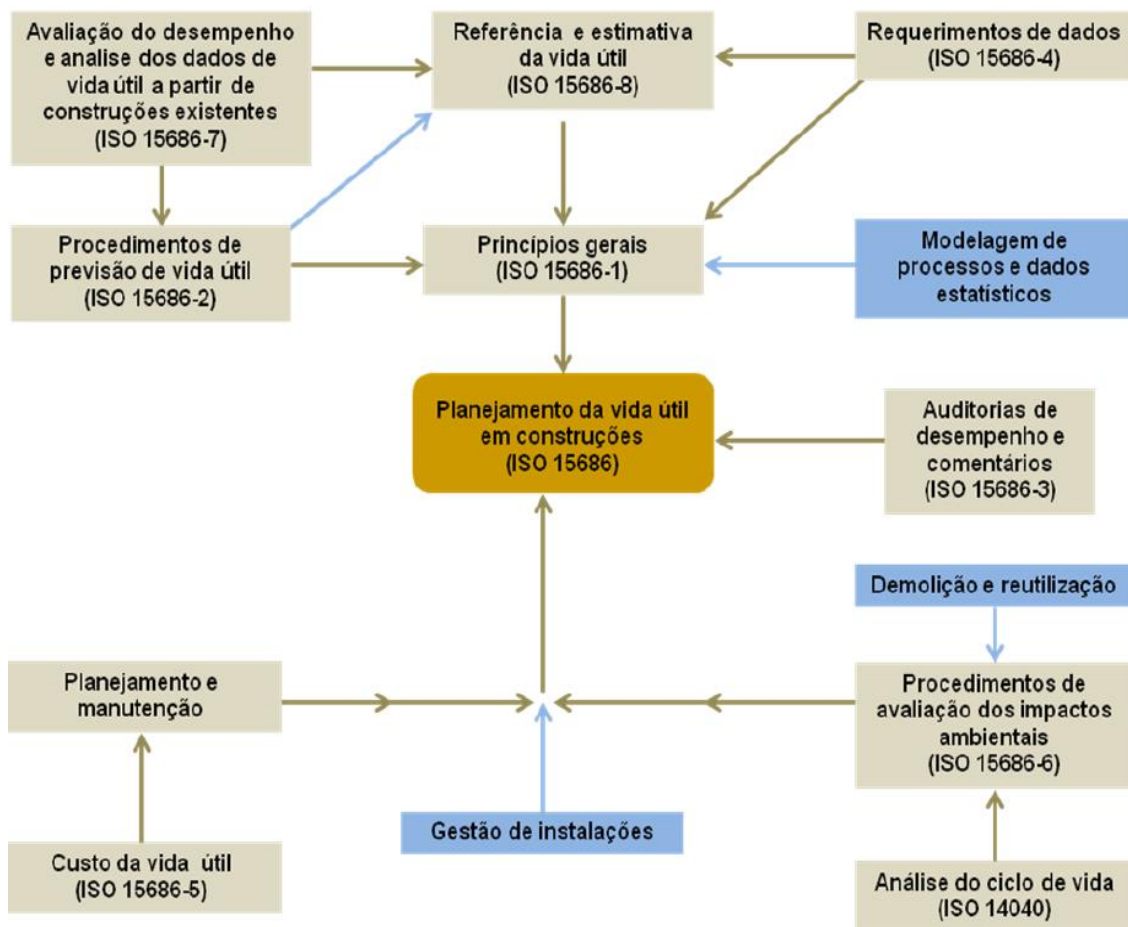 Avaliação do desempenho
e analise dos dados de
vida útil a partir de
construções existentes
(ISO 15686-7)
Referência e estimativa
da vida útil
(ISO 15686-8)
Requerimentos de dados
(ISO 15686-4)
Procedimentos de
previsão de vida útil
(ISO 15686-2)
Princípios gerais
(ISO 15686-1)
Modelagem de
processos e dados
estatísticos
Planejamento da vida útil
em construções
(ISO 15686)
Auditorias de
desempenho e
comentários
(ISO 15686-3)
Demolição e reutilização
Planejamento e
manutenção
Procedimentos de
avaliação dos impactos
ambientais
(ISO 15686-6)
Gestão de instalações
Custo da vida útil
(ISO 15686-5)
Análise do ciclo de vida
(ISO 14040)